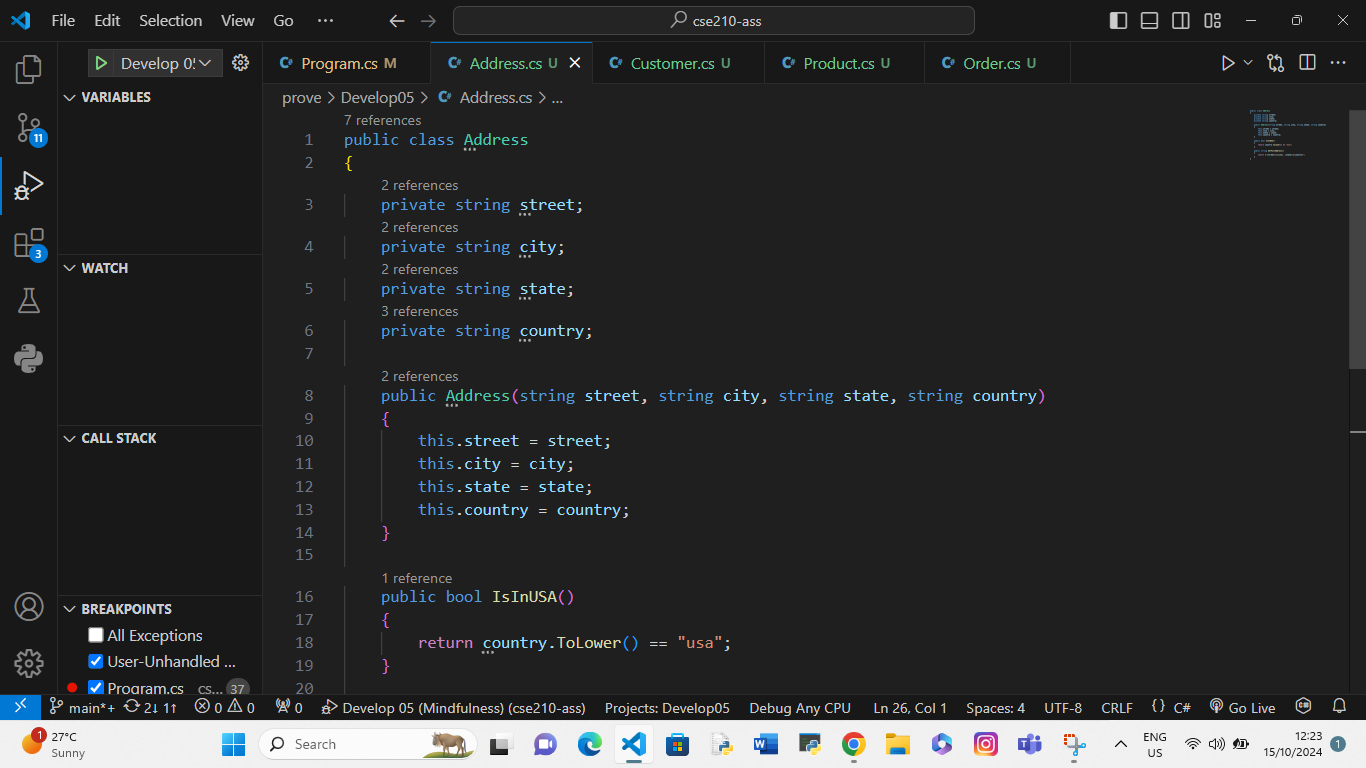 File Edit Selection View Go ··· cse210-ass
Develop 0!
C# Program.cs M C# Address.cs U C# Customer.cs U C# Product.cs U C# Order.cs U
VARIABLES
prove > Develop05 > C# Address.cs > ...
7 references
1 public class Address
2 {
2 references
3 private string street;
2 references
4 private string city;
2 references
5 private string state;
3 references
6 private string country;
7
2 references
8 public Address(string street, string city, string state, string country)
9 {
10 this.street = street;
11 this.city = city;
12 this.state = state;
13 this.country = country;
14 }
15
1 reference
16 public bool IsInUSA()
17 {
18 return country.ToLower() == "usa";
19 }
20
11
3
WATCH
CALL STACK
BREAKPOINTS
All Exceptions
User-Unhandled ...
Program.cs cs... 37
main*+ 2↓ 1↑ 0 0 0 Develop 05 (Mindfulness) (cse210-ass) Projects: Develop05 Debug Any CPU Ln 26, Col 1 Spaces: 4 UTF-8 CRLF {} C# Go Live
1 27°C
Sunny
Search
ENG
US
12:23
15/10/2024
1